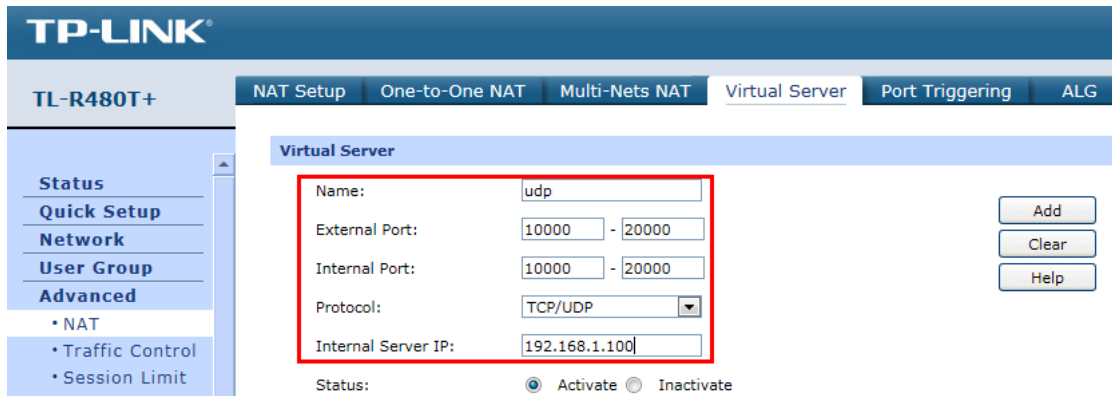 TP-LINK®
TL-R480T+
NAT Setup One-to-One NAT Multi-Nets NAT Virtual Server Port Triggering ALG
Virtual Server
Status
Quick Setup
Network
User Group
Advanced
• NAT
• Traffic Control
• Session Limit
Name: udp
External Port: 10000 - 20000
Internal Port: 10000 - 20000
Protocol: TCP/UDP
Internal Server IP: 192.168.1.100
Status: Activate Inactivate
Add
Clear
Help